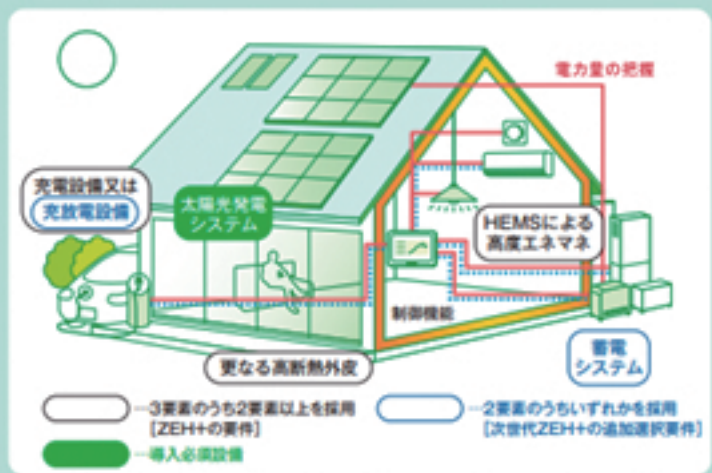 電力量の把握
充電設備又は
充放電設備
太陽光発電
システム
HEMSによる
高度エネマネ
制御機能
更なる高断熱外皮
蓄電
システム
…3要素のうち2要素以上を採用
[ZEH+の要件]
…2要素のうちいずれかを採用
[次世代ZEH+の追加選択要件]
…導入必須設備